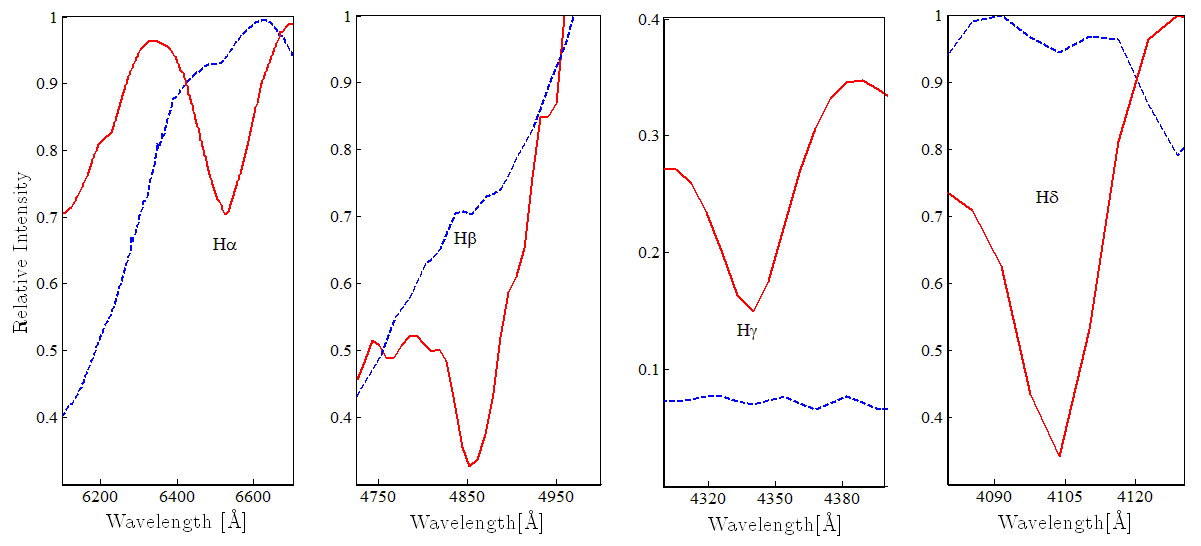 Relative Intensity
1
0.9
0.8
0.7
0.6
0.5
0.4
Hα
6200 6400 6600
Wavelength [Å]
1
0.9
0.8
0.7
0.6
0.5
0.4
Hβ
4750 4850 4950
Wavelength[Å]
0.4
0.3
0.2
0.1
Hγ
4320 4350 4380
Wavelength[Å]
1
0.9
0.8
0.7
0.6
0.5
0.4
Hδ
4090 4105 4120
Wavelength[Å]